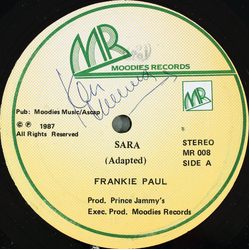 MR
MOODIES RECORDS
Pub: Moodies Music/Ascap
© ℗ 1987
All Rights Reserved
STEREO
MR 008
SIDE A
MR
SARA
(Adapted)
FRANKIE PAUL
Prod. Prince Jammy's
Exec. Prod. Moodies Records